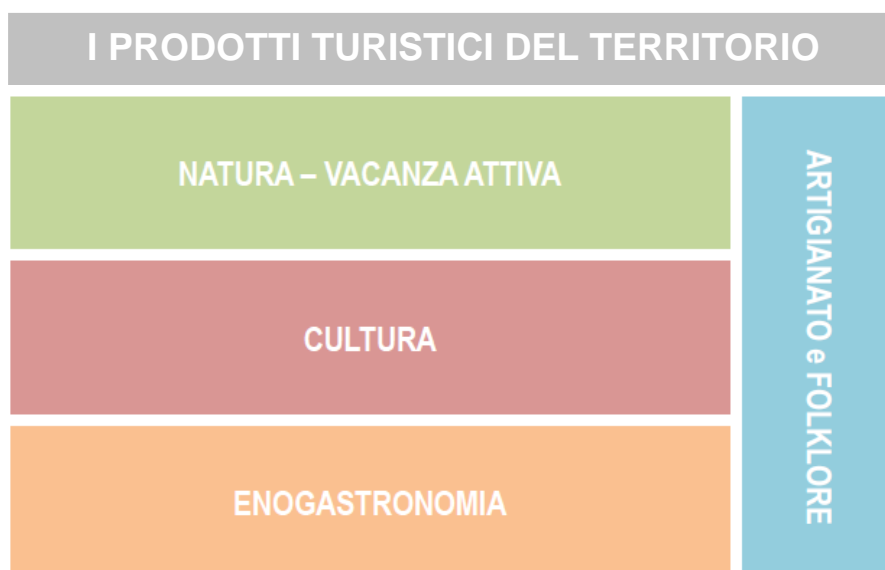 I PRODOTTI TURISTICI DEL TERRITORIO
NATURA – VACANZA ATTIVA
CULTURA
ENOGASTRONOMIA
ARTIGIANATO e FOLKLORE